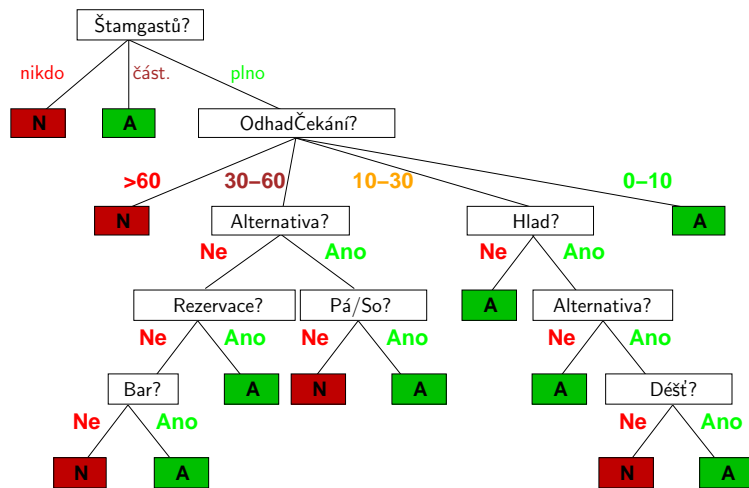 Štamgastů?
nikdo část. plno
N A OdhadČekání?
>60 30–60 10–30 0–10
N Alternativa? Hlad? A
Ne Ano Ne Ano
Rezervace? Pá/So? A Alternativa?
Ne Ano Ne Ano Ne Ano
Bar? A N A A Déšť?
Ne Ano Ne Ano
N A N A